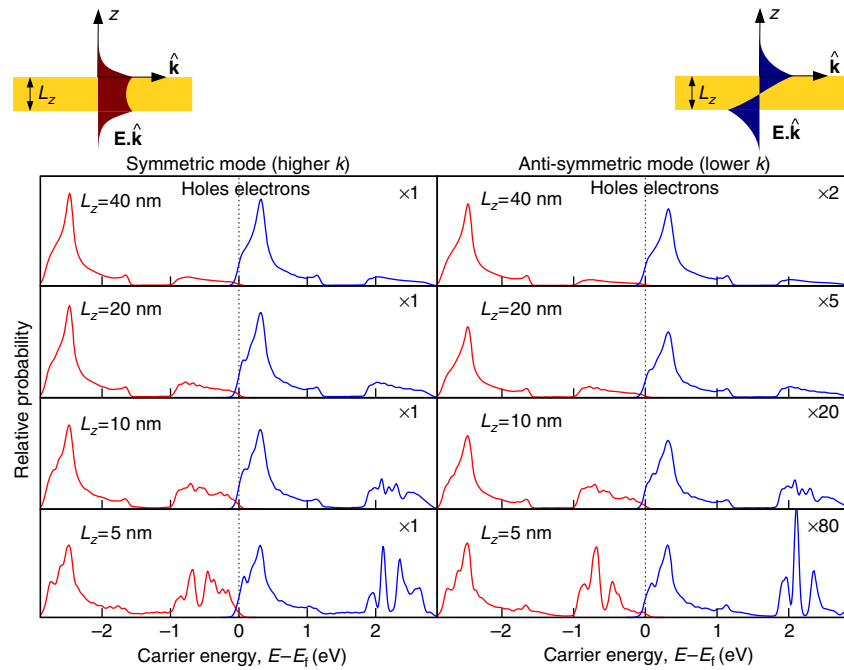 z
k̂
L_z
E.k̂
z
k̂
L_z
E.k̂
Symmetric mode (higher k)
Anti-symmetric mode (lower k)
Holes electrons
L_z=40 nm
×1
Holes electrons
L_z=40 nm
×2
L_z=20 nm
×1
L_z=20 nm
×5
L_z=10 nm
×1
L_z=10 nm
×20
L_z=5 nm
×1
L_z=5 nm
×80
Relative probability
−2 −1 0 1 2
−2 −1 0 1 2
Carrier energy, E−E_f (eV)
Carrier energy, E−E_f (eV)